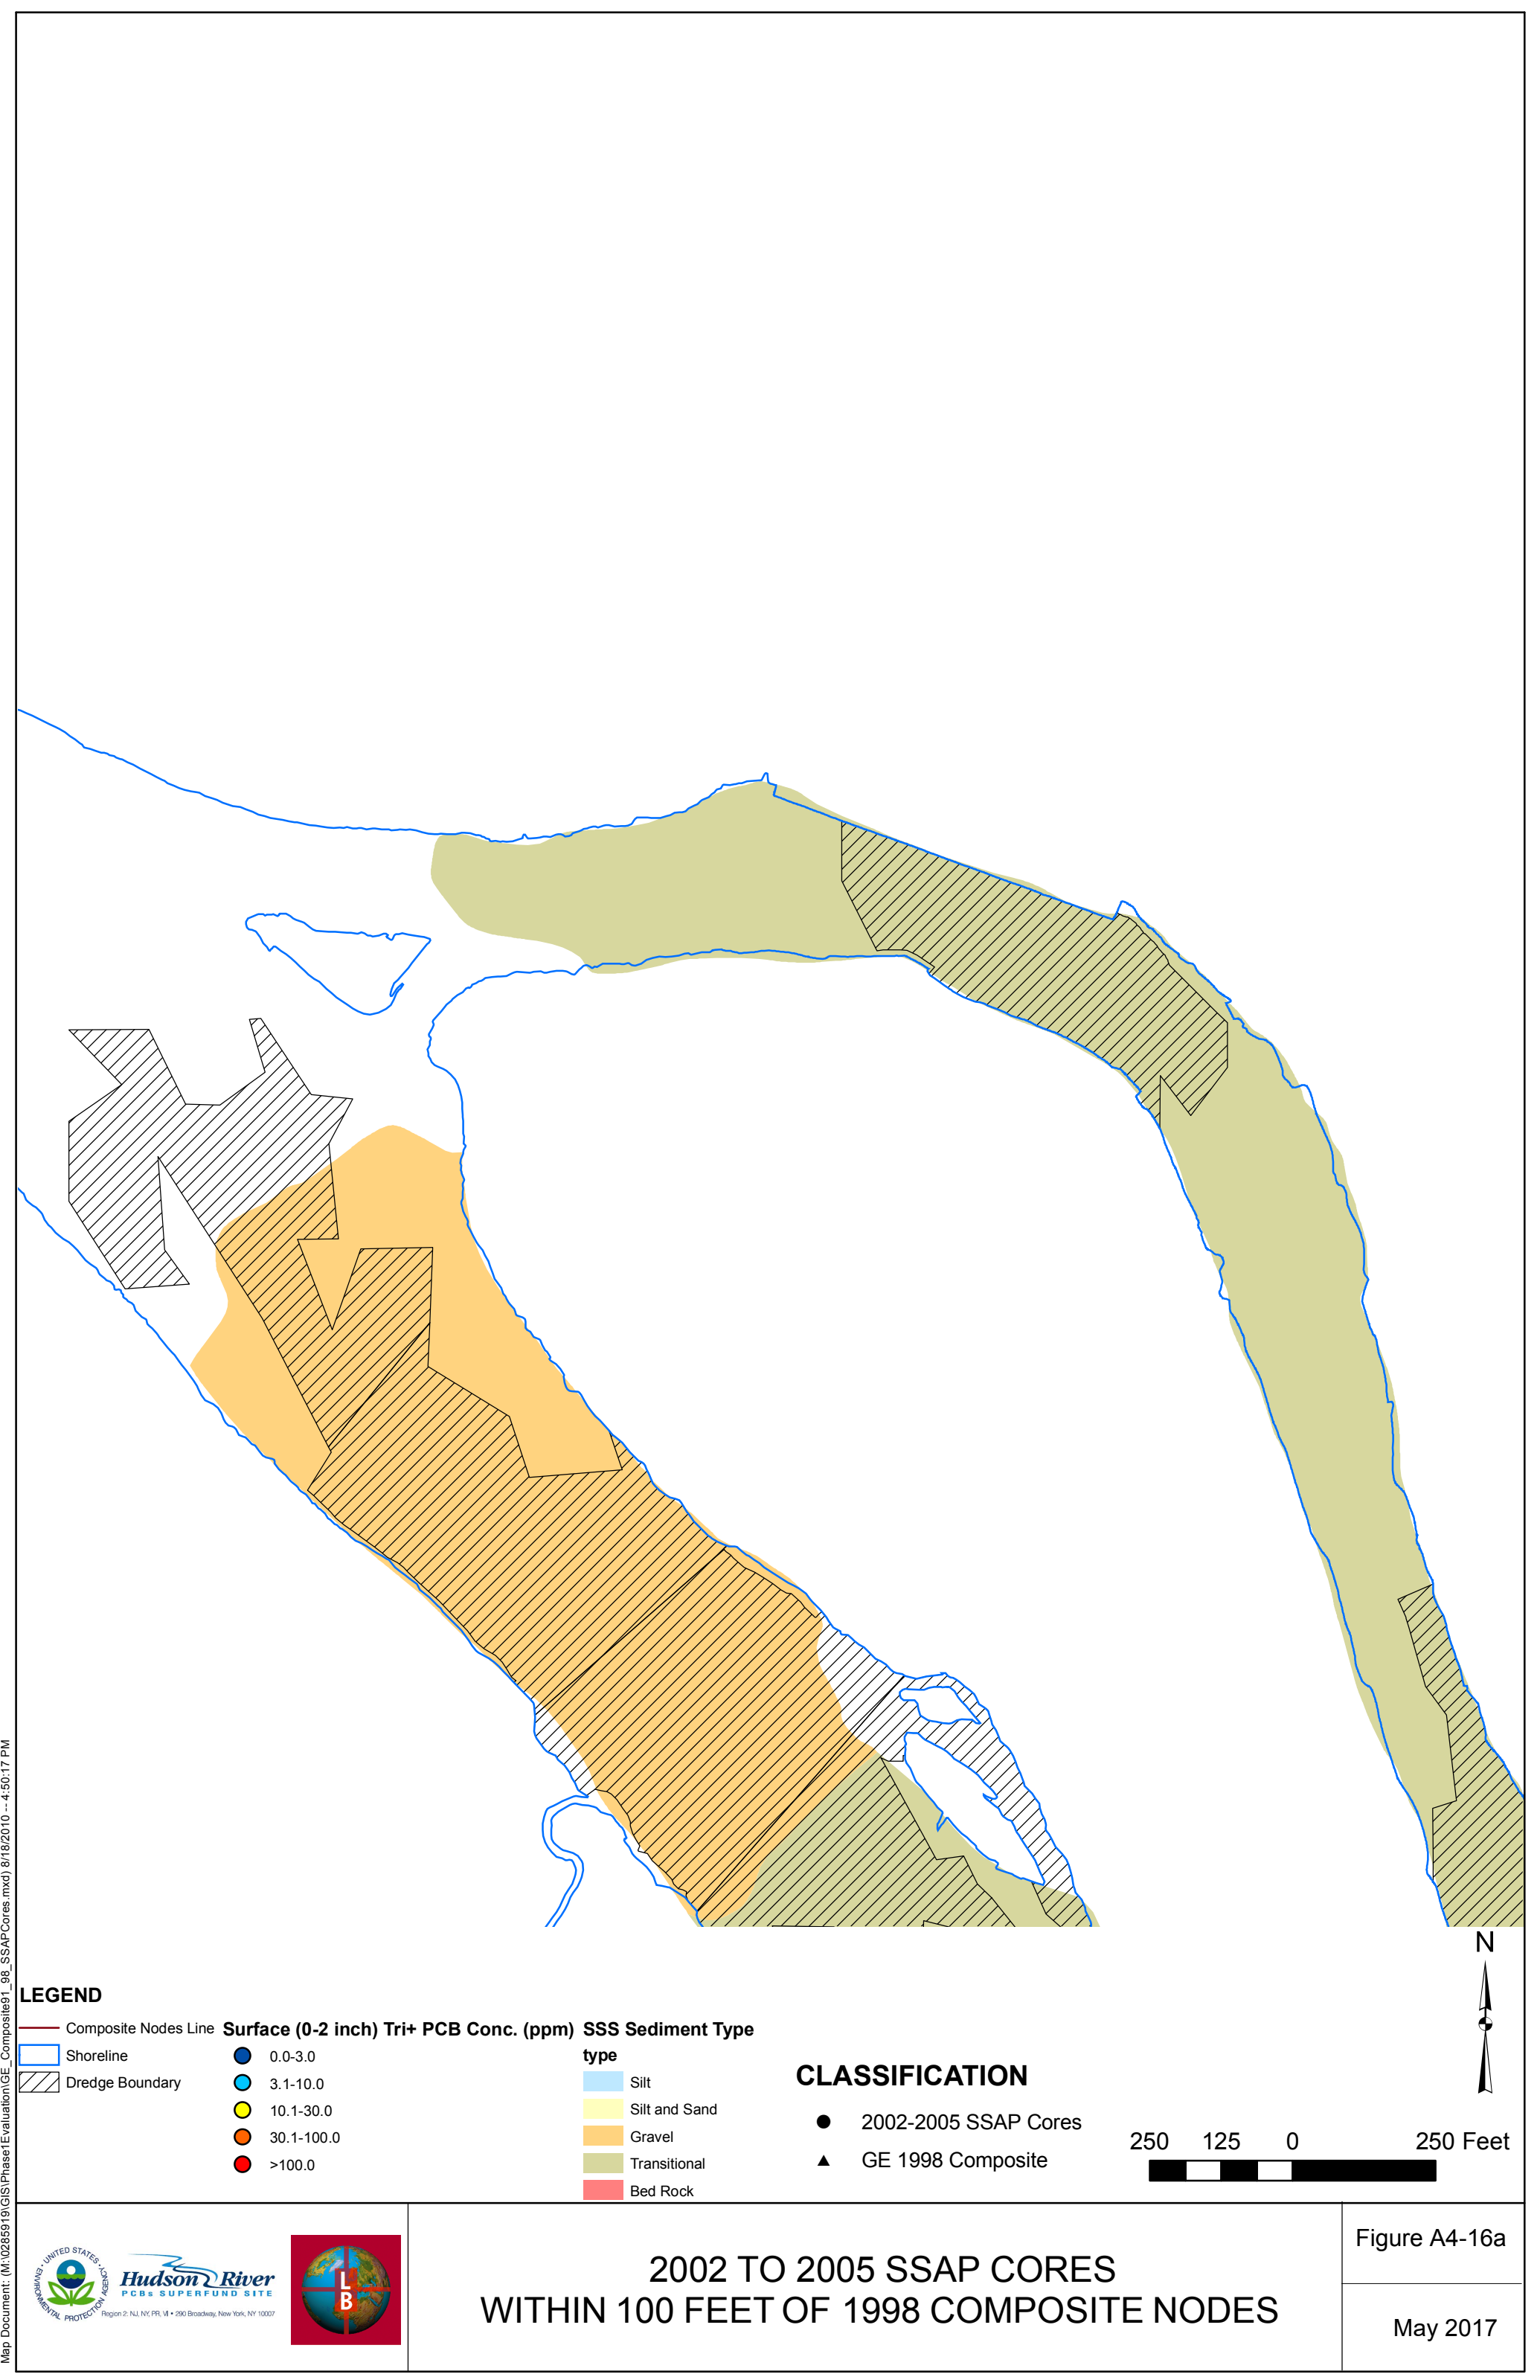 Map Document: (M:\0285919\GIS\Phase1Evaluation\GE_Composite91_98_SSAPCores.mxd) 8/18/2010 -- 4:50:17 PM
N
LEGEND
Composite Nodes Line
Shoreline
Dredge Boundary
Surface (0-2 inch) Tri+ PCB Conc. (ppm)
0.0-3.0
3.1-10.0
10.1-30.0
30.1-100.0
>100.0
SSS Sediment Type
type
Silt
Silt and Sand
Gravel
Transitional
Bed Rock
CLASSIFICATION
2002-2005 SSAP Cores
GE 1998 Composite
250 125 0 250 Feet
UNITED STATES
ENVIRONMENTAL PROTECTION AGENCY
Hudson River
PCBs SUPERFUND SITE
Region 2: NJ, NY, PR, VI • 290 Broadway, New York, NY 10007
L
B
2002 TO 2005 SSAP CORES
WITHIN 100 FEET OF 1998 COMPOSITE NODES
Figure A4-16a
May 2017